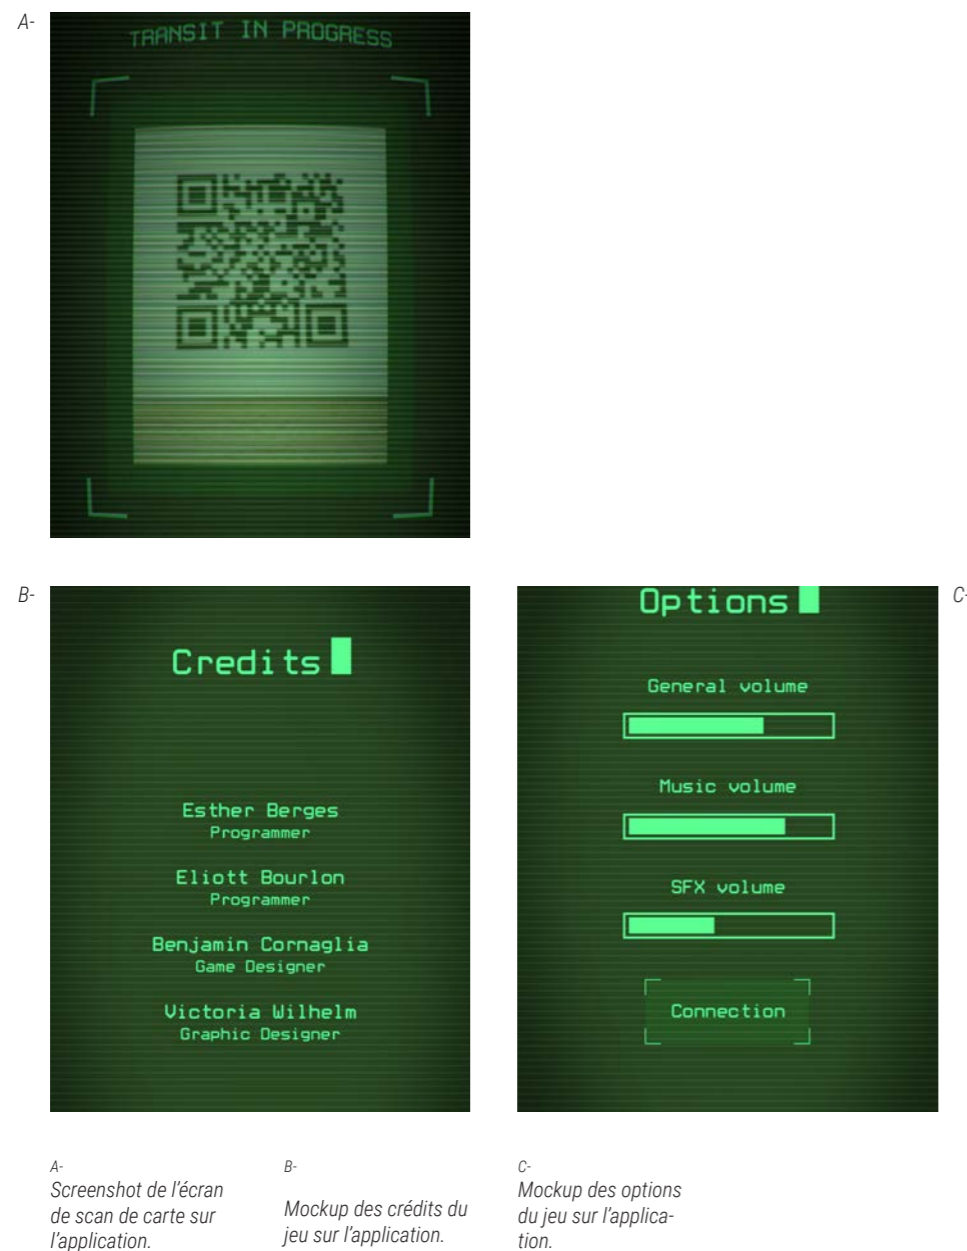 A-
TRANSIT IN PROGRESS
B-
Credits
Esther Berges
Programmer
Eliott Bourlon
Programmer
Benjamin Cornaglia
Game Designer
Victoria Wilhelm
Graphic Designer
C-
Options
General volume
Music volume
SFX volume
Connection
A-
Screenshot de l’écran
de scan de carte sur
l’application.
B-
Mockup des crédits du
jeu sur l’application.
C-
Mockup des options
du jeu sur l’applica-
tion.